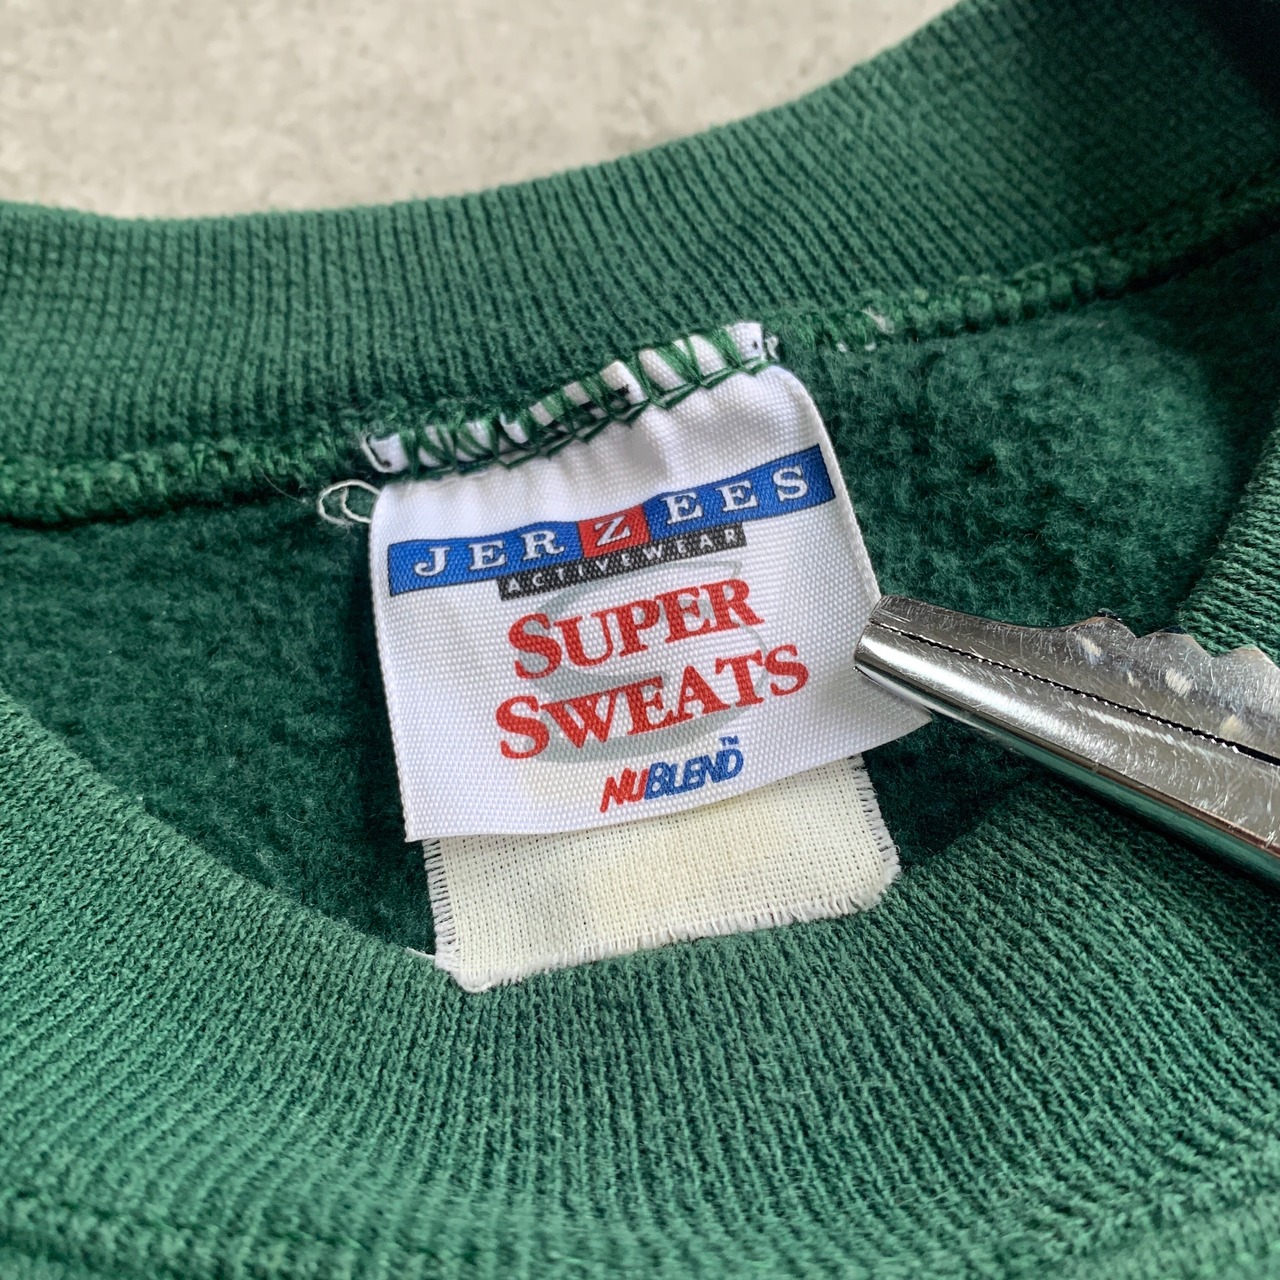 JERZEES
ACTIVEWEAR
SUPER
SWEATS
NUBLEND™